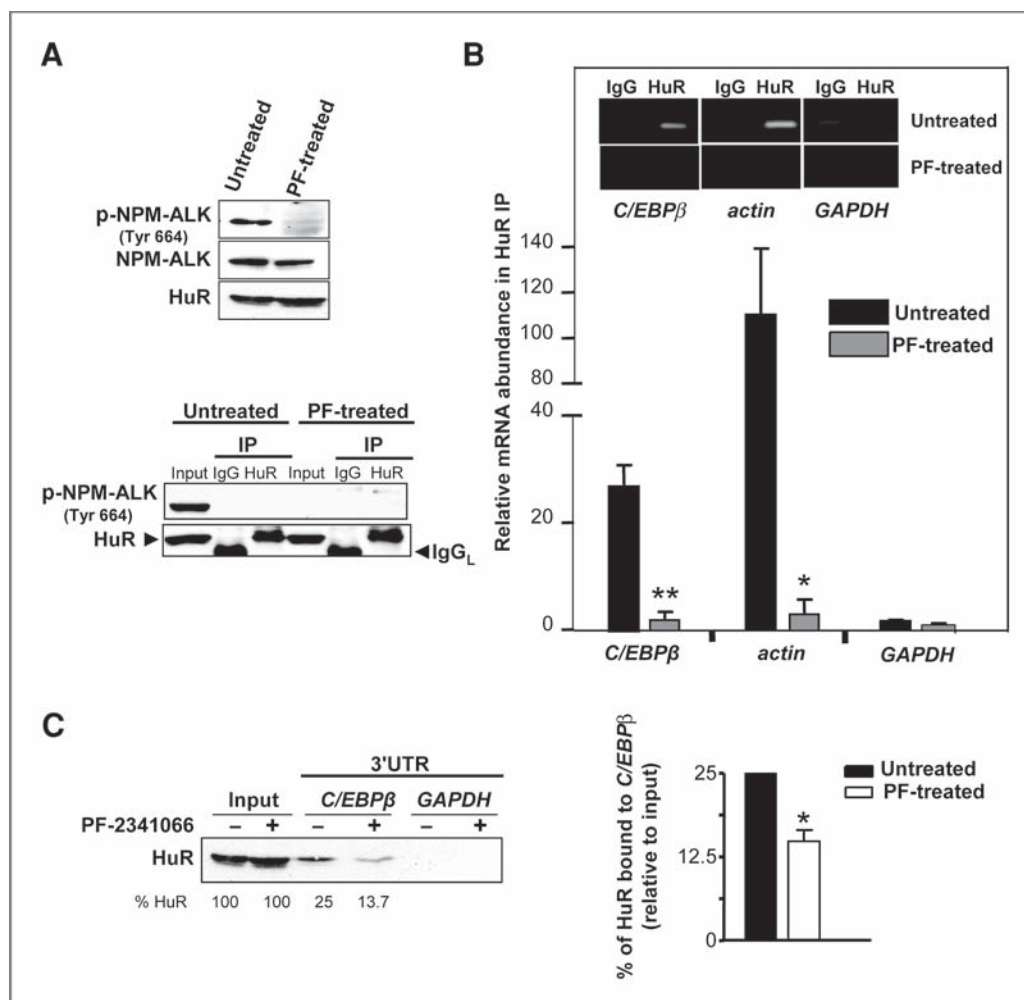 A
Untreated
PF-treated
p-NPM-ALK
(Tyr 664)
NPM-ALK
HuR
Untreated PF-treated
IP IP
Input IgG HuR Input IgG HuR
p-NPM-ALK
(Tyr 664)
HuR ► ◄IgGL
B
IgG HuR IgG HuR IgG HuR
Untreated
PF-treated
C/EBPβ actin GAPDH
Relative mRNA abundance in HuR IP
140
120
100
80
40
20
0
Untreated
PF-treated
** *
C/EBPβ actin GAPDH
C
3'UTR
Input C/EBPβ GAPDH
PF-2341066 – + – + – +
HuR
% HuR 100 100 25 13.7
% of HuR bound to C/EBPβ
(relative to input)
25
12.5
0
*
Untreated
PF-treated